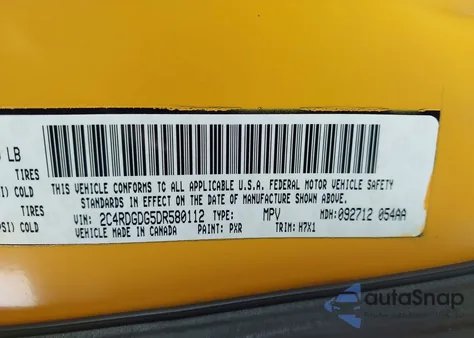 LB
TIRES
COLD
TIRES
COLD
THIS VEHICLE CONFORMS TO ALL APPLICABLE U.S.A. FEDERAL MOTOR VEHICLE SAFETY
STANDARDS IN EFFECT ON THE DATE OF MANUFACTURE SHOWN ABOVE.
VIN: 2C4RDGDG5DR580112 TYPE: MPV MDH: 092712 054AA
VEHICLE MADE IN CANADA PAINT: PXR TRIM: H7X1
autoSnap